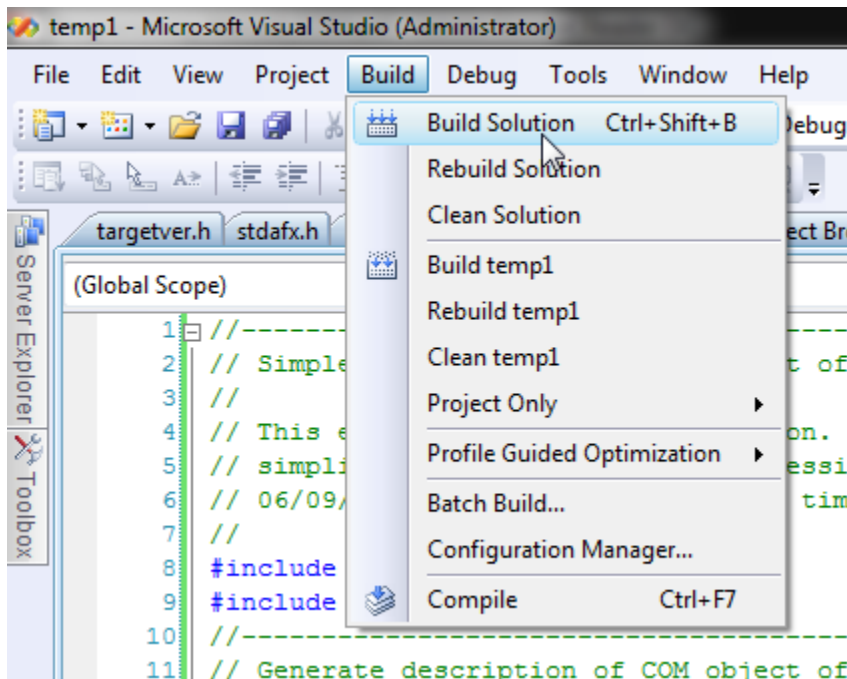 temp1 - Microsoft Visual Studio (Administrator)
File Edit View Project Build Debug Tools Window Help
Build Solution Ctrl+Shift+B
Debug
Rebuild Solution
Clean Solution
targetver.h stdafx.h
Build temp1
(Global Scope)
Rebuild temp1
Clean temp1
Project Only
Profile Guided Optimization
Batch Build...
Configuration Manager...
Compile Ctrl+F7
Server Explorer
Toolbox
1 //--------
2 // Simple t of
3 //
4 // This on.
5 //
6 // 06/09/
7 //
8 #include
9 #include
10 //--------------------------------------
11 // Generate description of COM object of